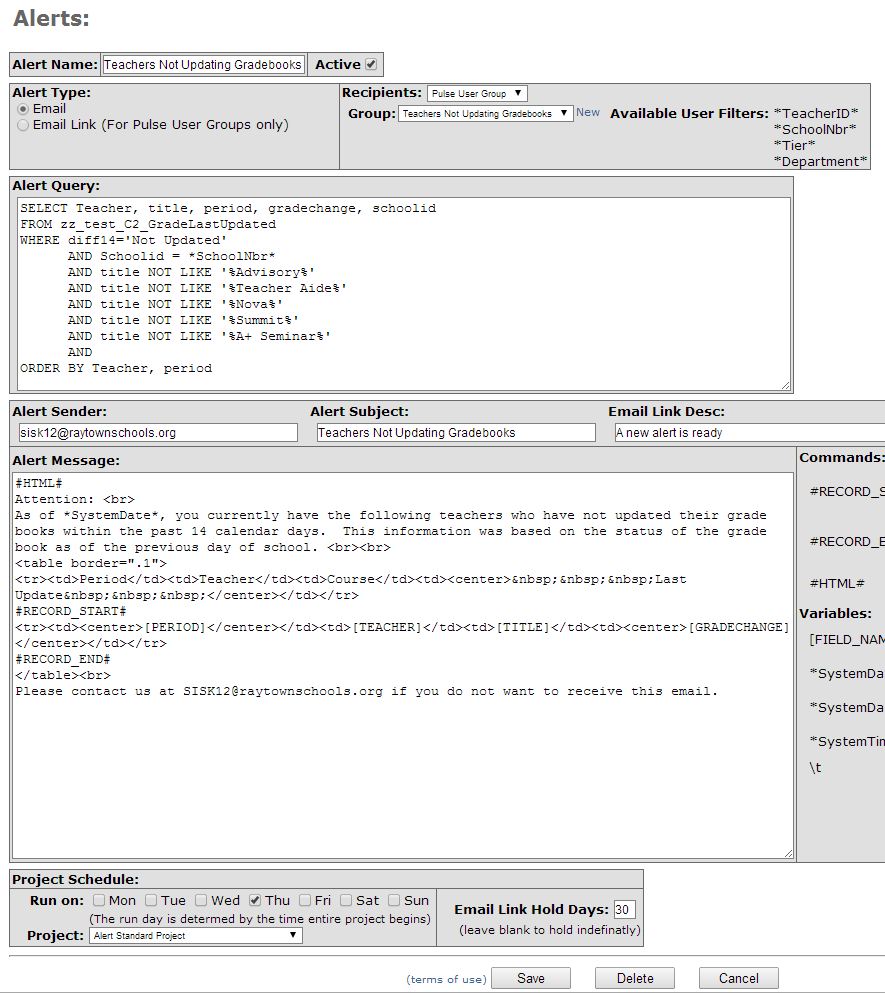 Alerts:
Alert Name: Teachers Not Updating Gradebooks Active
Alert Type:
Email
Email Link (For Pulse User Groups only)
Recipients: Pulse User Group
Group: Teachers Not Updating Gradebooks New Available User Filters: *TeacherID*
*SchoolNbr*
*Tier*
*Department*
Alert Query:
SELECT Teacher, title, period, gradechange, schoolid
FROM zz_test_C2_GradeLastUpdated
WHERE diff14='Not Updated'
AND Schoolid = *SchoolNbr*
AND title NOT LIKE '%Advisory%'
AND title NOT LIKE '%Teacher Aide%'
AND title NOT LIKE '%Nova%'
AND title NOT LIKE '%Summit%'
AND title NOT LIKE '%A+ Seminar%'
AND
ORDER BY Teacher, period
Alert Sender: Alert Subject: Email Link Desc:
sisk12@raytownschools.org Teachers Not Updating Gradebooks A new alert is ready
Alert Message:
#HTML#
Attention: <br>
As of *SystemDate*, you currently have the following teachers who have not updated their grade
books within the past 14 calendar days.  This information was based on the status of the grade
book as of the previous day of school. <br><br>
<table border=".1">
<tr><td>Period</td><td>Teacher</td><td>Course</td><td><center>&nbsp;&nbsp;&nbsp;Last
Update&nbsp;&nbsp;&nbsp;</center></td></tr>
#RECORD_START#
<tr><td><center>[PERIOD]</center></td><td>[TEACHER]</td><td>[TITLE]</td><td><center>[GRADECHANGE]
</center></td></tr>
#RECORD_END#
</table><br>
Please contact us at SISK12@raytownschools.org if you do not want to receive this email.
Commands:
#RECORD_S
#RECORD_E
#HTML#
Variables:
[FIELD_NAM
*SystemDa
*SystemDa
*SystemTim
\t
Project Schedule:
Run on: Mon Tue Wed Thu Fri Sat Sun
(The run day is determed by the time entire project begins)
Project: Alert Standard Project
Email Link Hold Days: 30
(leave blank to hold indefinatly)
(terms of use) Save Delete Cancel